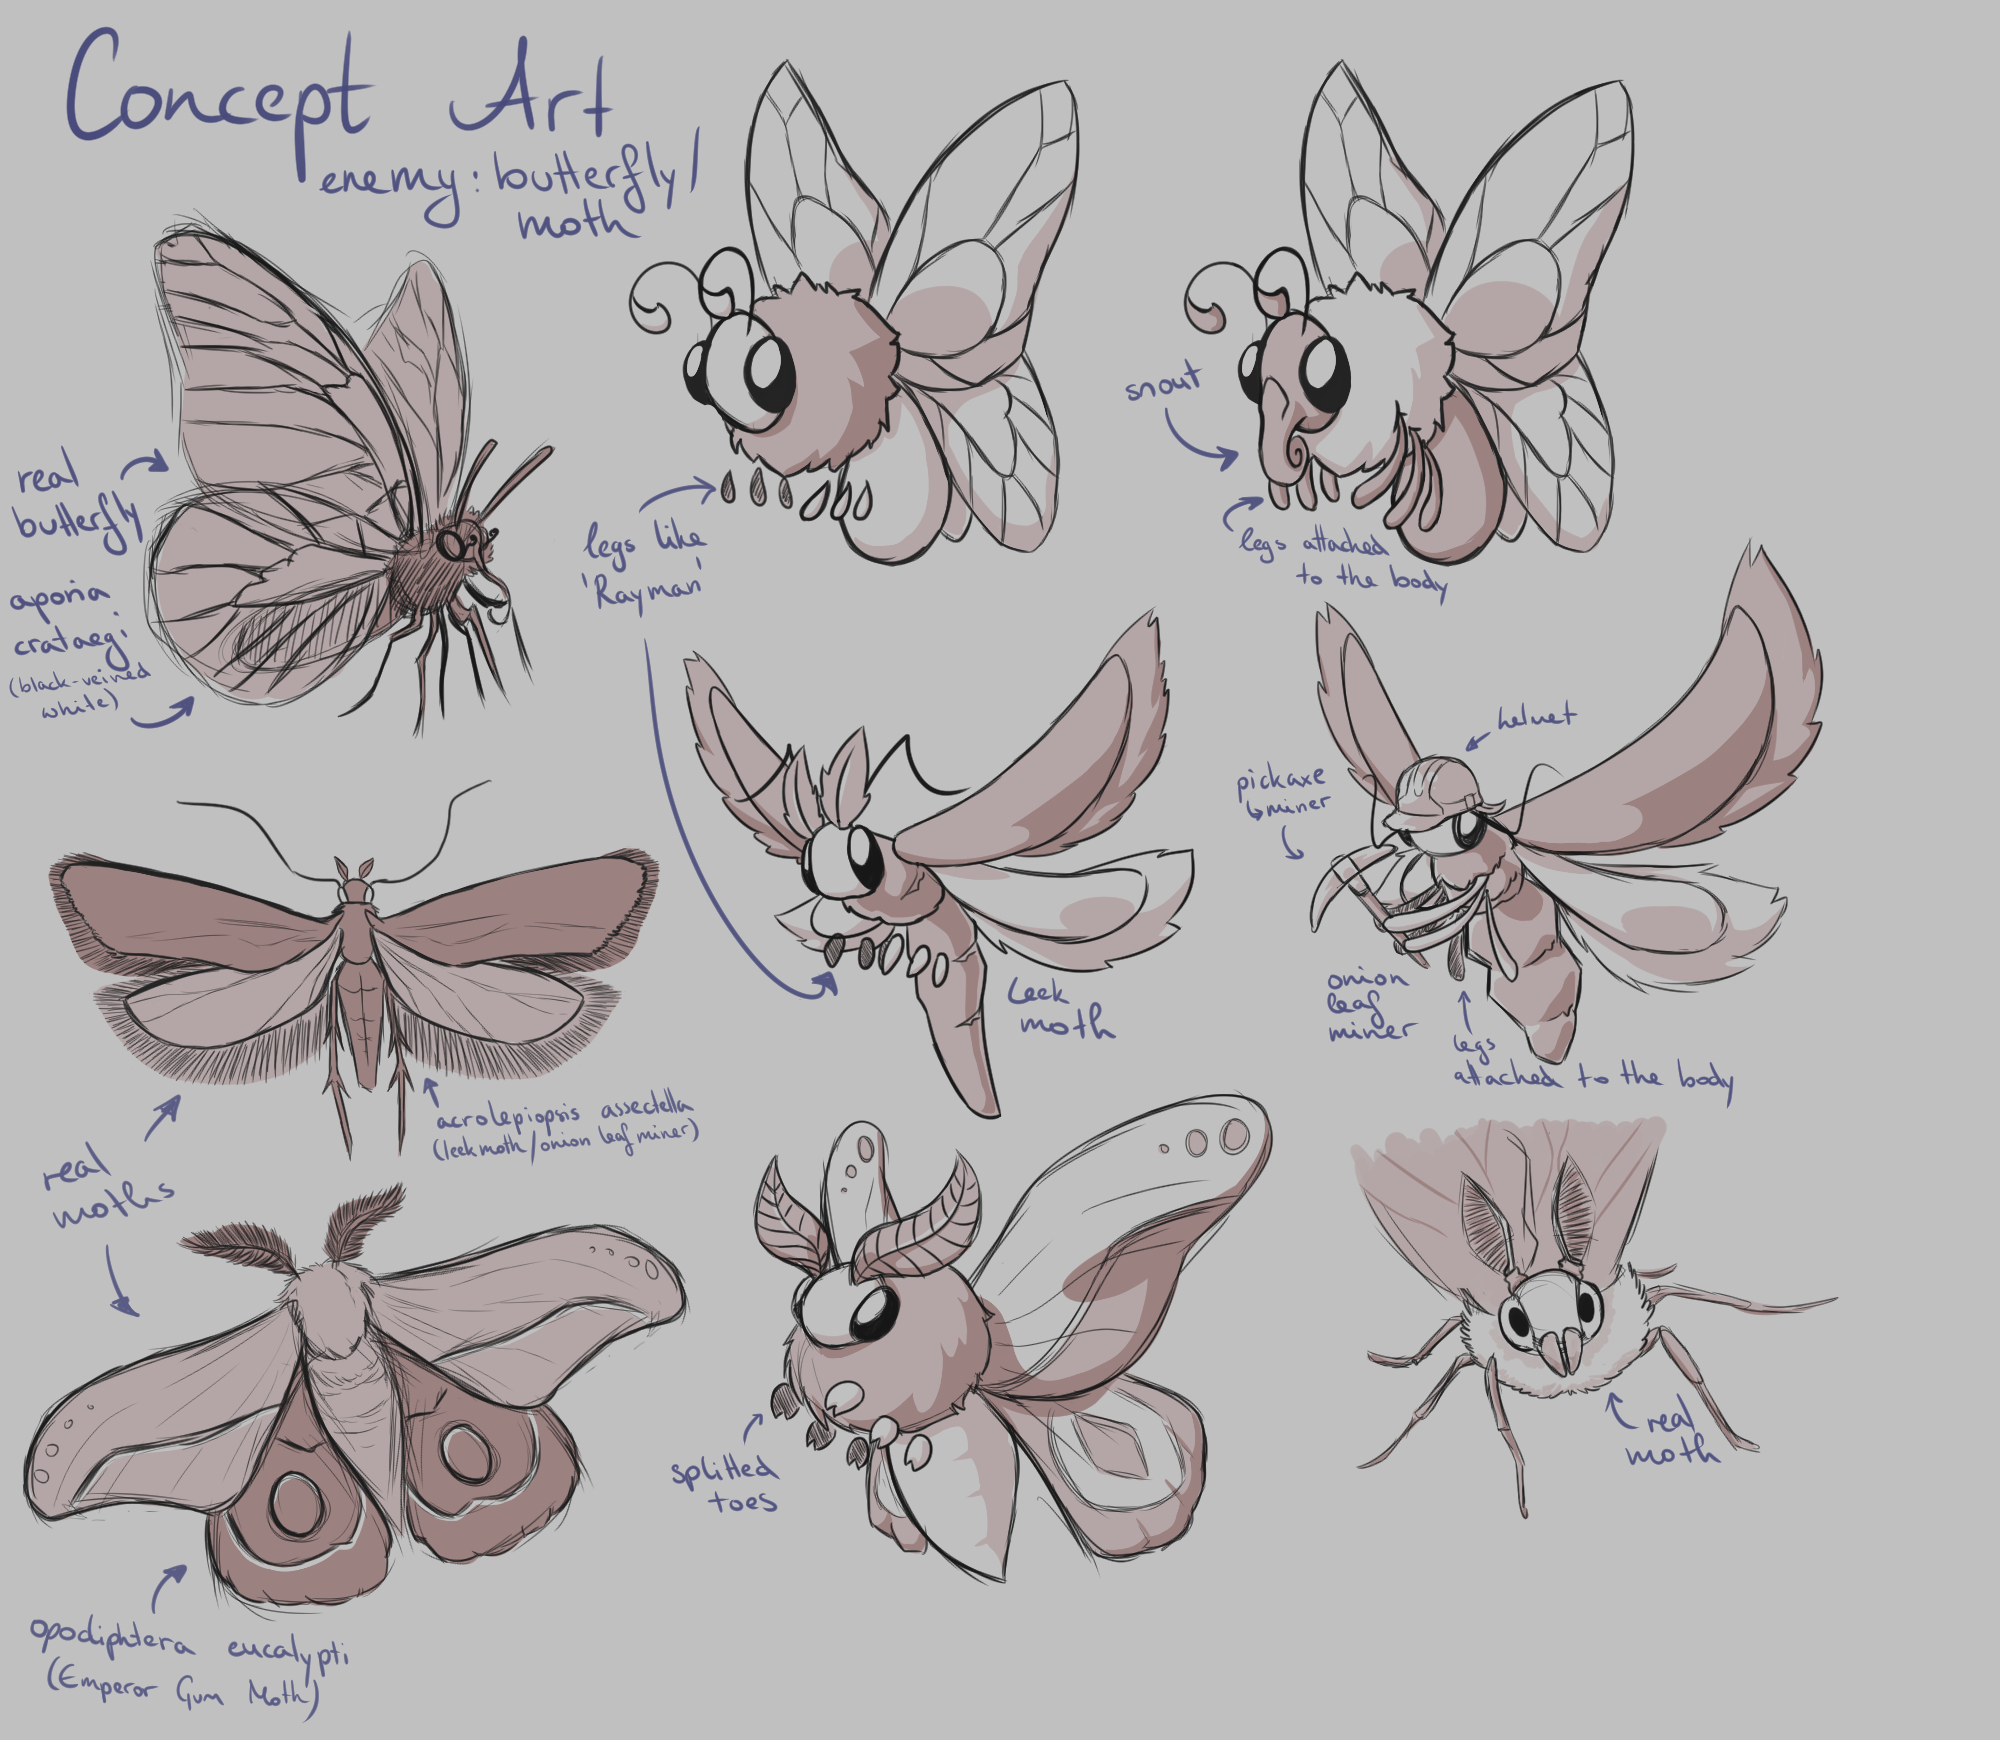 Concept Art
enemy: butterfly/
moth
real
butterfly
aporia
crataegi
(black-veined
white)
legs like
'Rayman'
snout
legs attached
to the body
helmet
pickaxe
↳miner
leek
moth
onion
leaf
miner
legs
attached to the body
acrolepiopsis assectella
(leek moth/onion leaf miner)
real
moths
splitted
toes
real
moth
opodiphtera eucalypti
(Emperor Gum Moth)